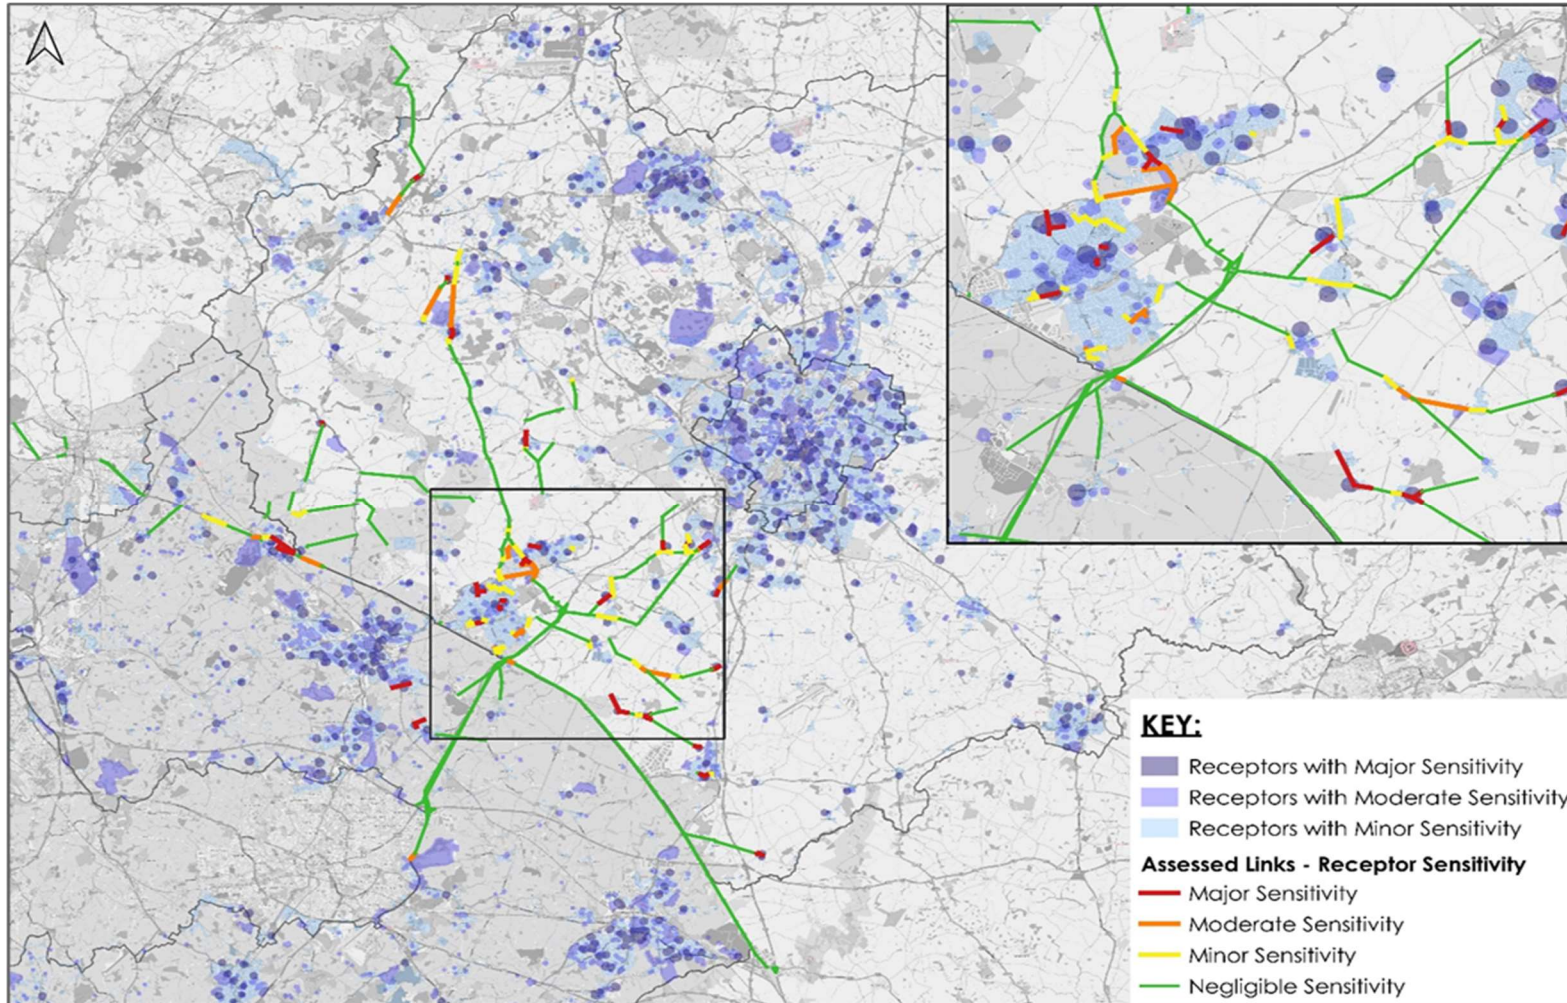 KEY:
Receptors with Major Sensitivity
Receptors with Moderate Sensitivity
Receptors with Minor Sensitivity
Assessed Links - Receptor Sensitivity
Major Sensitivity
Moderate Sensitivity
Minor Sensitivity
Negligible Sensitivity